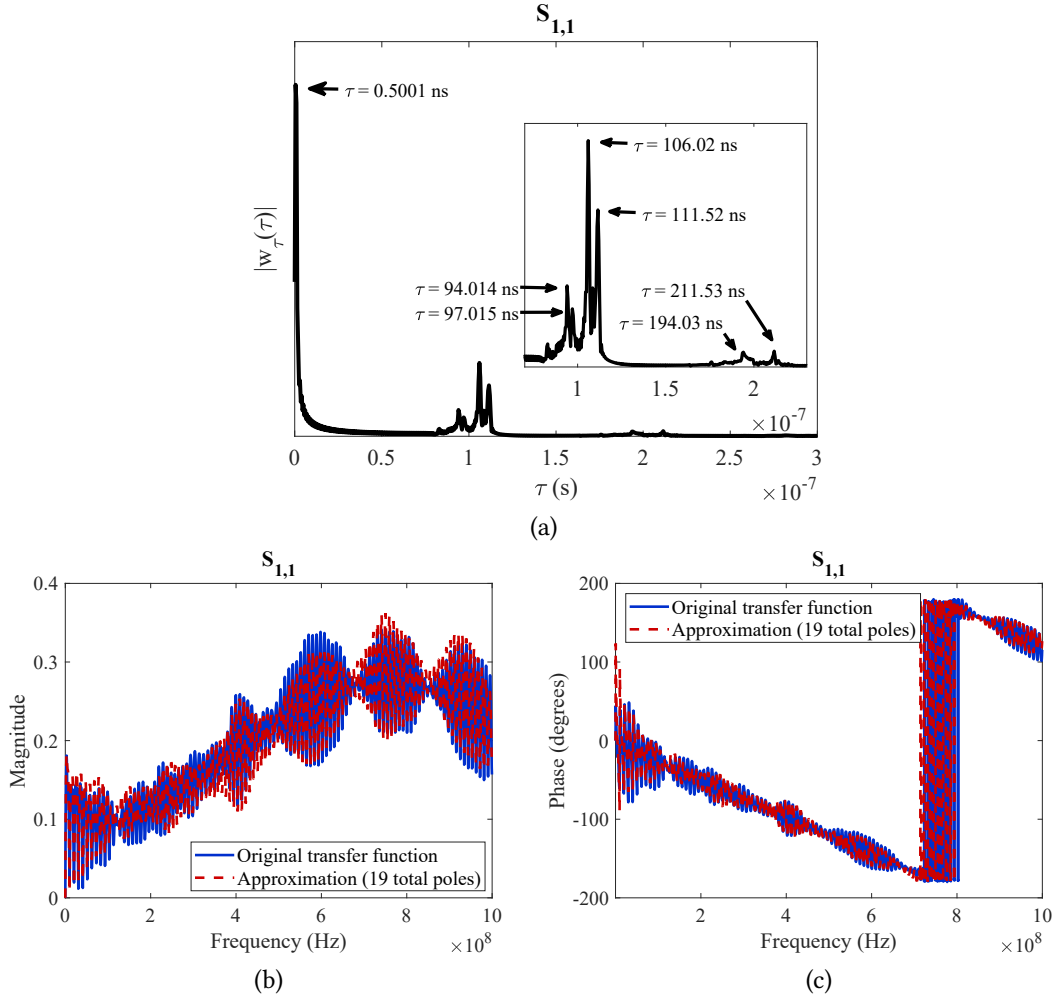 S1,1
τ = 0.5001 ns
τ = 106.02 ns
τ = 111.52 ns
τ = 94.014 ns
τ = 97.015 ns
τ = 211.53 ns
τ = 194.03 ns
1 1.5 2
×10-7
|wτ(τ)|
0 0.5 1 1.5 2 2.5 3
τ (s)
×10-7
(a)
S1,1
0.4
0.3
0.2
0.1
0
Magnitude
Original transfer function
Approximation (19 total poles)
0 2 4 6 8 10
Frequency (Hz)
×108
(b)
S1,1
200
100
0
-100
-200
Phase (degrees)
Original transfer function
Approximation (19 total poles)
2 4 6 8 10
Frequency (Hz)
×108
(c)